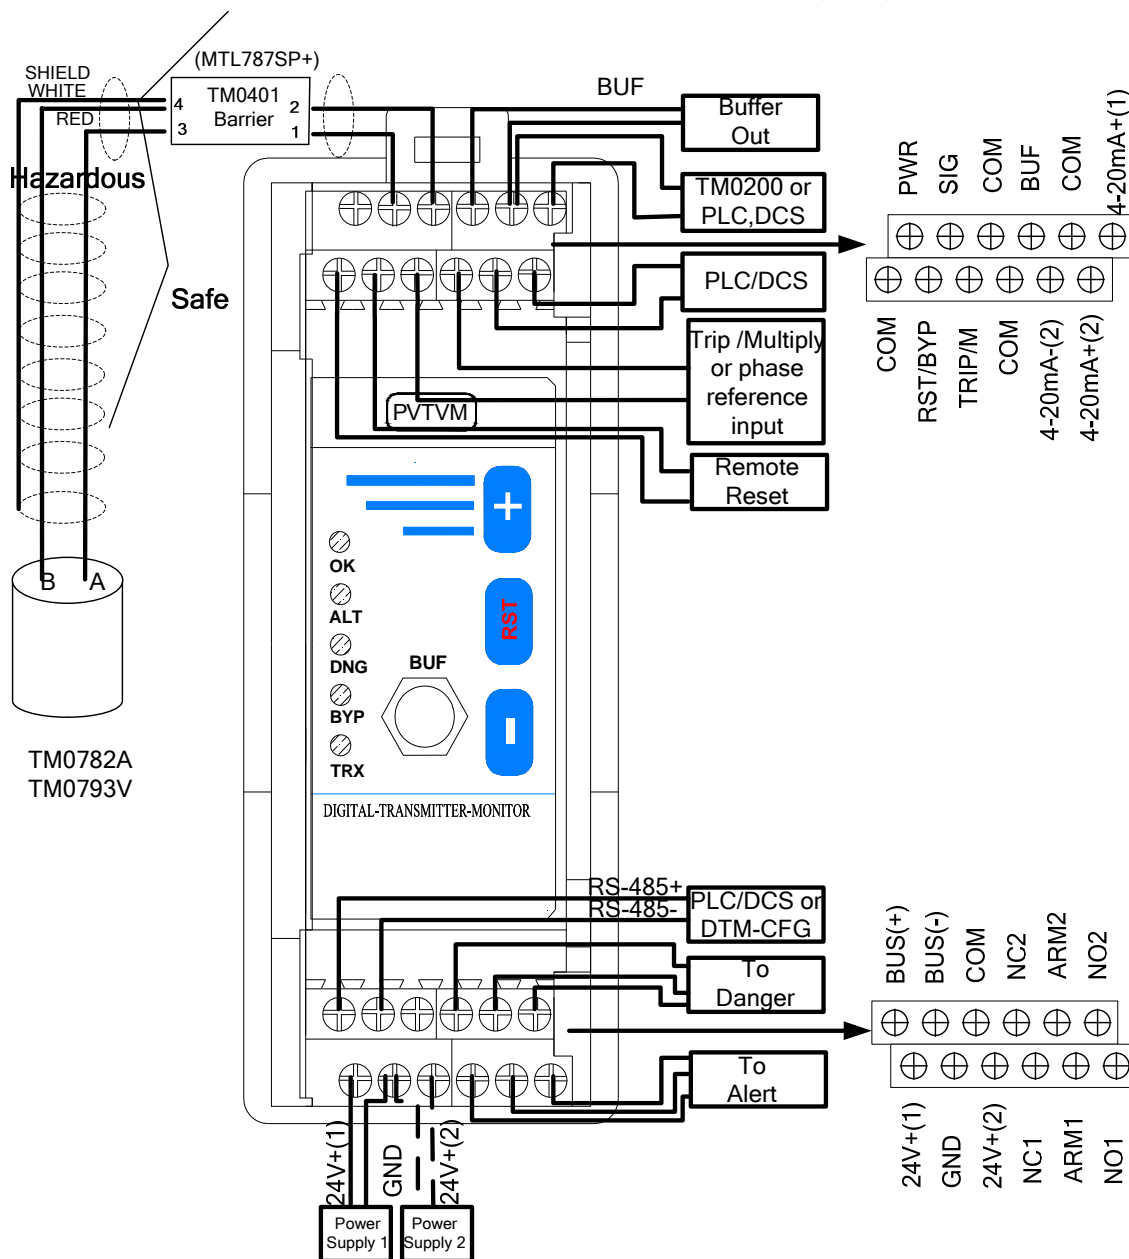 (MTL787SP+)
SHIELD
WHITE
RED
4
3
TM0401
Barrier
2
1
BUF
Buffer
Out
Hazardous
Safe
TM0200 or
PLC,DCS
PLC/DCS
Trip /Multiply
or phase
reference
input
Remote
Reset
PWR
SIG
COM
BUF
COM
4-20mA+(1)
COM
RST/BYP
TRIP/M
COM
4-20mA-(2)
4-20mA+(2)
PVTVM
+
RST
-
OK
ALT
DNG
BYP
TRX
BUF
DIGITAL-TRANSMITTER-MONITOR
B A
TM0782A
TM0793V
RS-485+
RS-485-
PLC/DCS or
DTM-CFG
To
Danger
To
Alert
BUS(+)
BUS(-)
COM
NC2
ARM2
NO2
24V+(1)
GND
24V+(2)
NC1
ARM1
NO1
24V+(1)
GND
24V+(2)
Power
Supply 1
Power
Supply 2